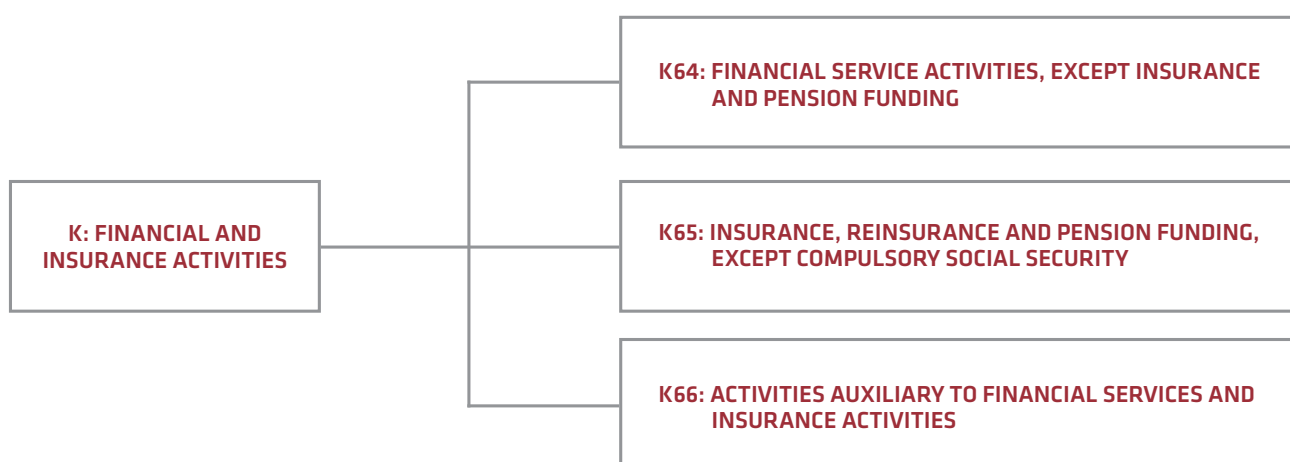 K: FINANCIAL AND
INSURANCE ACTIVITIES
K64: FINANCIAL SERVICE ACTIVITIES, EXCEPT INSURANCE
AND PENSION FUNDING
K65: INSURANCE, REINSURANCE AND PENSION FUNDING,
EXCEPT COMPULSORY SOCIAL SECURITY
K66: ACTIVITIES AUXILIARY TO FINANCIAL SERVICES AND
INSURANCE ACTIVITIES